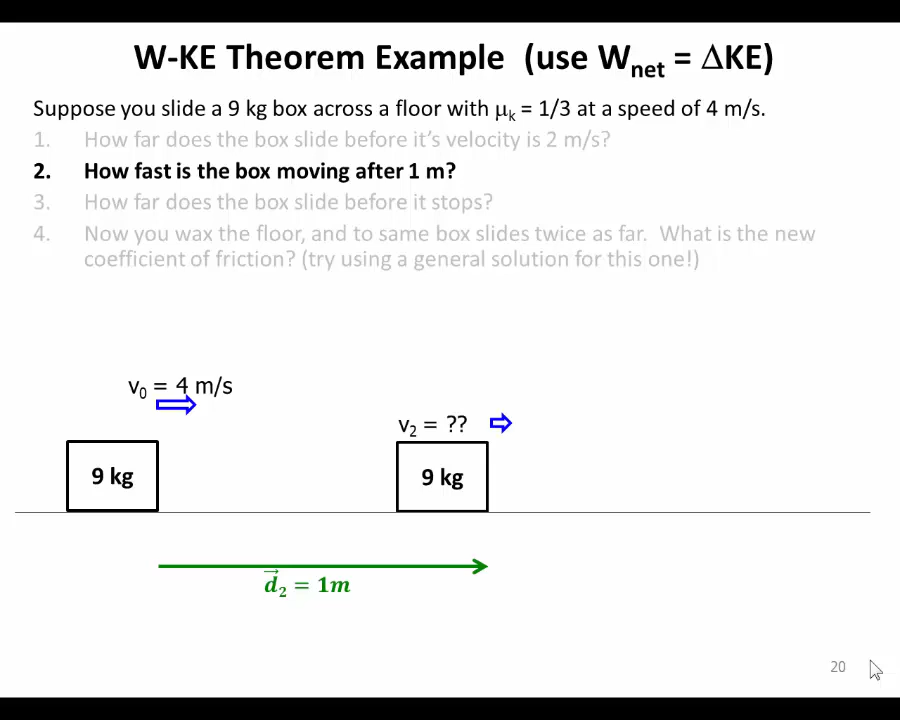 W-KE Theorem Example (use Wnet = ΔKE)
Suppose you slide a 9 kg box across a floor with μk = 1/3 at a speed of 4 m/s.
1. How far does the box slide before it's velocity is 2 m/s?
2. How fast is the box moving after 1 m?
3. How far does the box slide before it stops?
4. Now you wax the floor, and to same box slides twice as far. What is the new
coefficient of friction? (try using a general solution for this one!)
v0 = 4 m/s
v2 = ??
9 kg
9 kg
d⃗2 = 1m
20